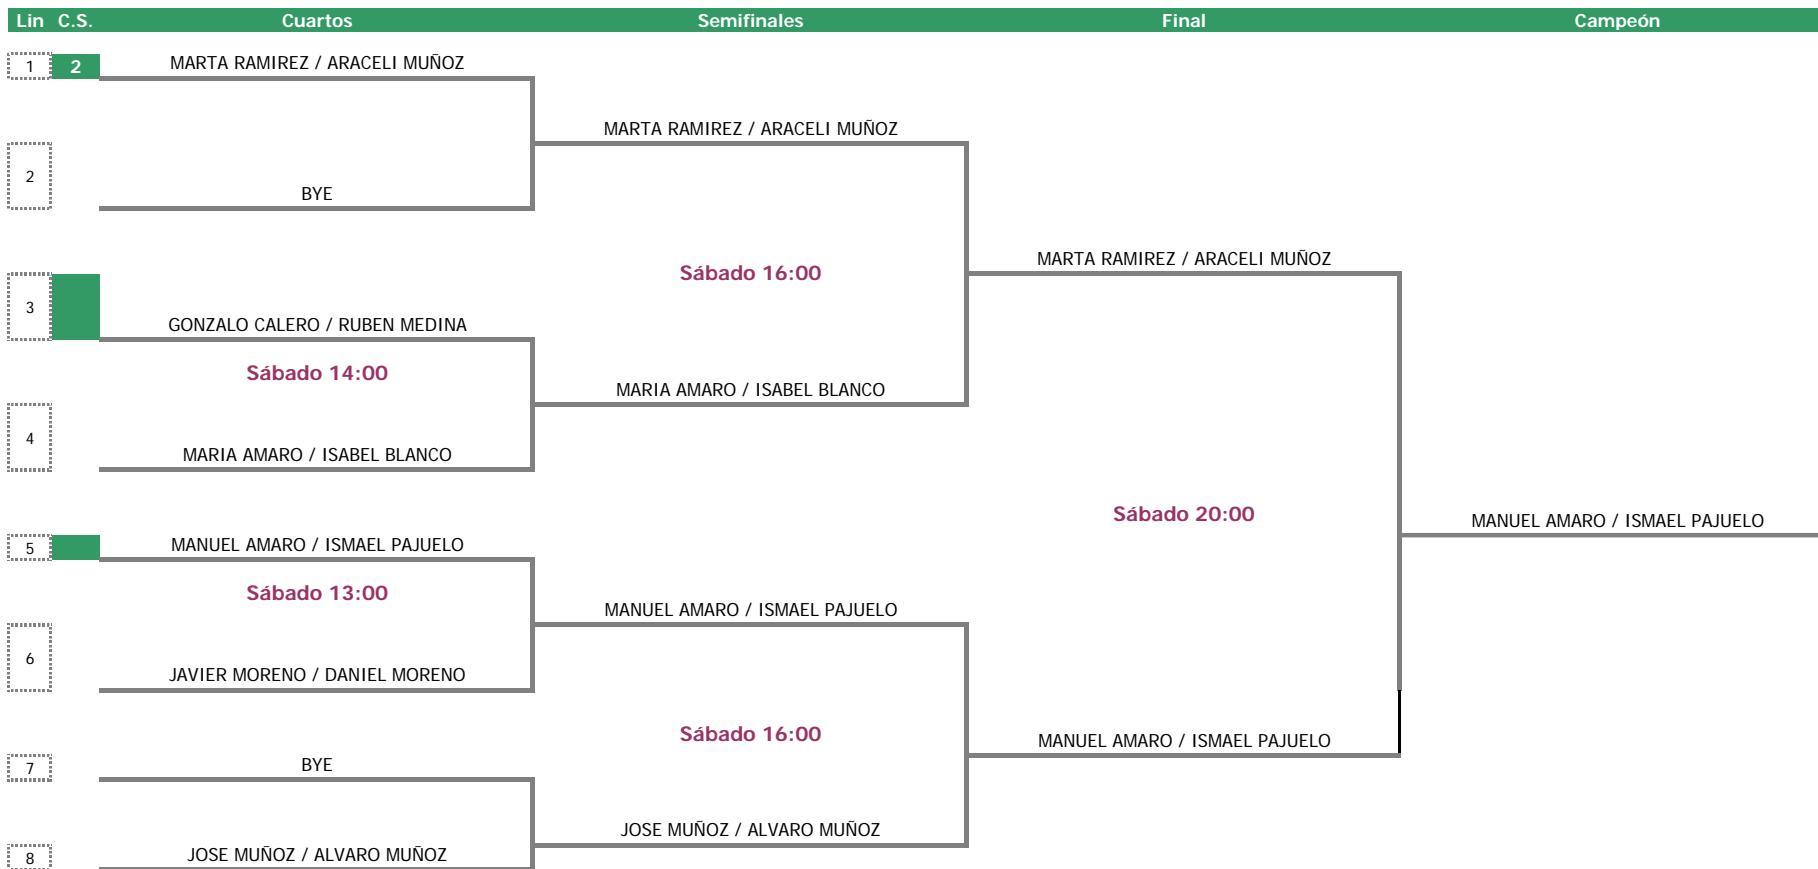 Lin C.S. Cuartos Semifinales Final Campeón
1 2 MARTA RAMIREZ / ARACELI MUÑOZ
MARTA RAMIREZ / ARACELI MUÑOZ
2
BYE
MARTA RAMIREZ / ARACELI MUÑOZ
Sábado 16:00
3
GONZALO CALERO / RUBEN MEDINA
Sábado 14:00
MARIA AMARO / ISABEL BLANCO
4
MARIA AMARO / ISABEL BLANCO
Sábado 20:00
MANUEL AMARO / ISMAEL PAJUELO
5 MANUEL AMARO / ISMAEL PAJUELO
Sábado 13:00
MANUEL AMARO / ISMAEL PAJUELO
6
JAVIER MORENO / DANIEL MORENO
Sábado 16:00
MANUEL AMARO / ISMAEL PAJUELO
7 BYE
JOSE MUÑOZ / ALVARO MUÑOZ
8 JOSE MUÑOZ / ALVARO MUÑOZ